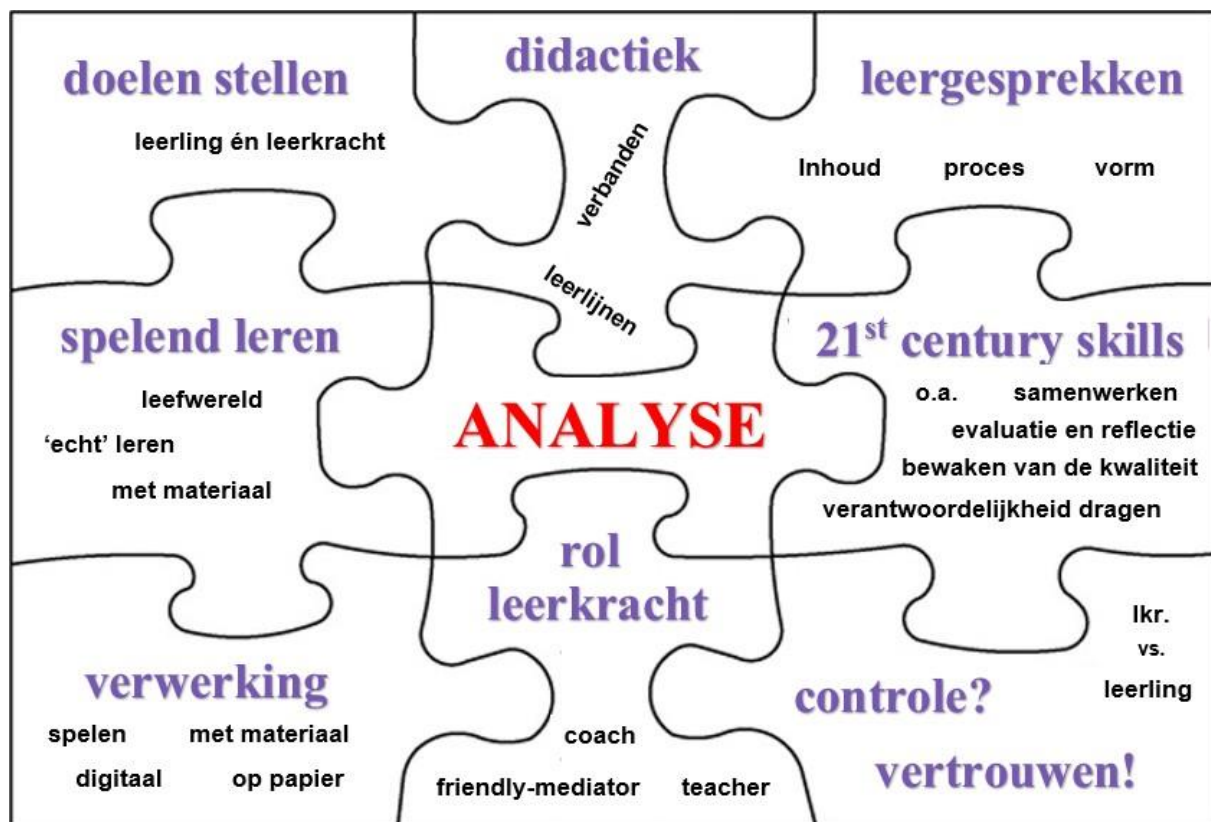 doelen stellen
leerling én leerkracht
didactiek
verbanden
leerlijnen
leergesprekken
Inhoud proces vorm
spelend leren
leefwereld
‘echt’ leren
met materiaal
ANALYSE
21st century skills
o.a. samenwerken
evaluatie en reflectie
bewaken van de kwaliteit
verantwoordelijkheid dragen
verwerking
spelen met materiaal
digitaal op papier
rol
leerkracht
coach
friendly-mediator teacher
lkr.
vs.
leerling
controle?
vertrouwen!